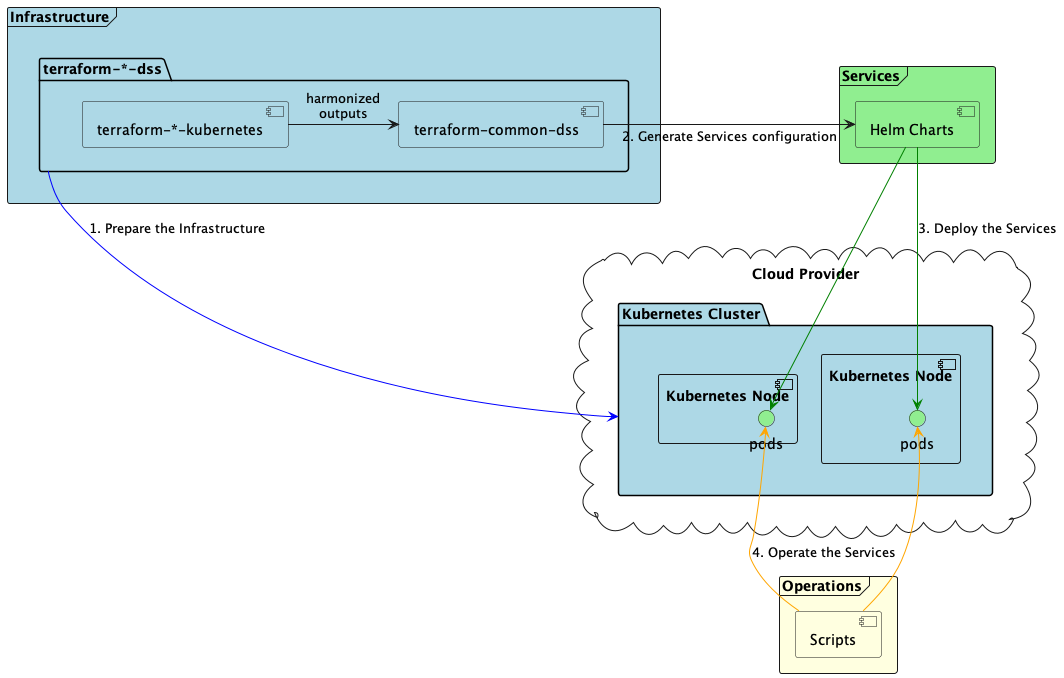 Infrastructure
terraform-*-dss
terraform-*-kubernetes
harmonized
outputs
terraform-common-dss
2. Generate Services configuration
Services
Helm Charts
1. Prepare the Infrastructure
3. Deploy the Services
Cloud Provider
Kubernetes Cluster
Kubernetes Node
pods
Kubernetes Node
pods
4. Operate the Services
Operations
Scripts